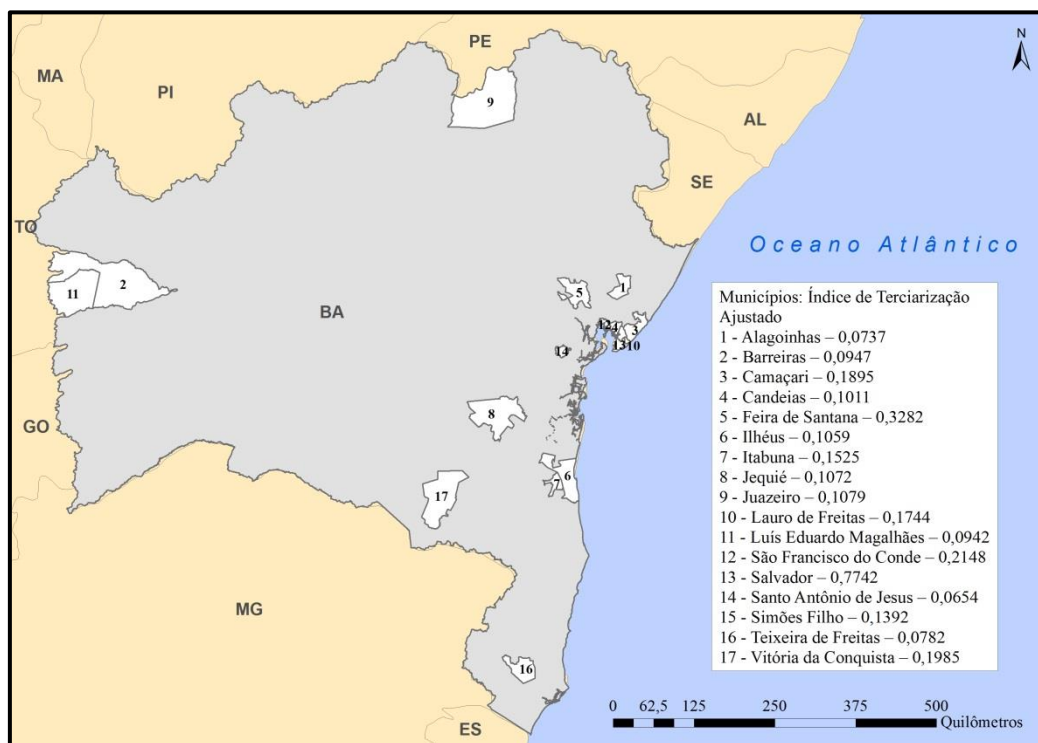 N
PE
MA
PI
9
AL
SE
TO
Oceano Atlântico
11
2
5
1
BA
12
4
3
13
10
14
8
GO
6
7
17
MG
16
ES
Municípios: Índice de Terciarização
Ajustado
1 - Alagoinhas – 0,0737
2 - Barreiras – 0,0947
3 - Camaçari – 0,1895
4 - Candeias – 0,1011
5 - Feira de Santana – 0,3282
6 - Ilhéus – 0,1059
7 - Itabuna – 0,1525
8 - Jequié – 0,1072
9 - Juazeiro – 0,1079
10 - Lauro de Freitas – 0,1744
11 - Luís Eduardo Magalhães – 0,0942
12 - São Francisco do Conde – 0,2148
13 - Salvador – 0,7742
14 - Santo Antônio de Jesus – 0,0654
15 - Simões Filho – 0,1392
16 - Teixeira de Freitas – 0,0782
17 - Vitória da Conquista – 0,1985
0 62,5 125 250 375 500
Quilômetros